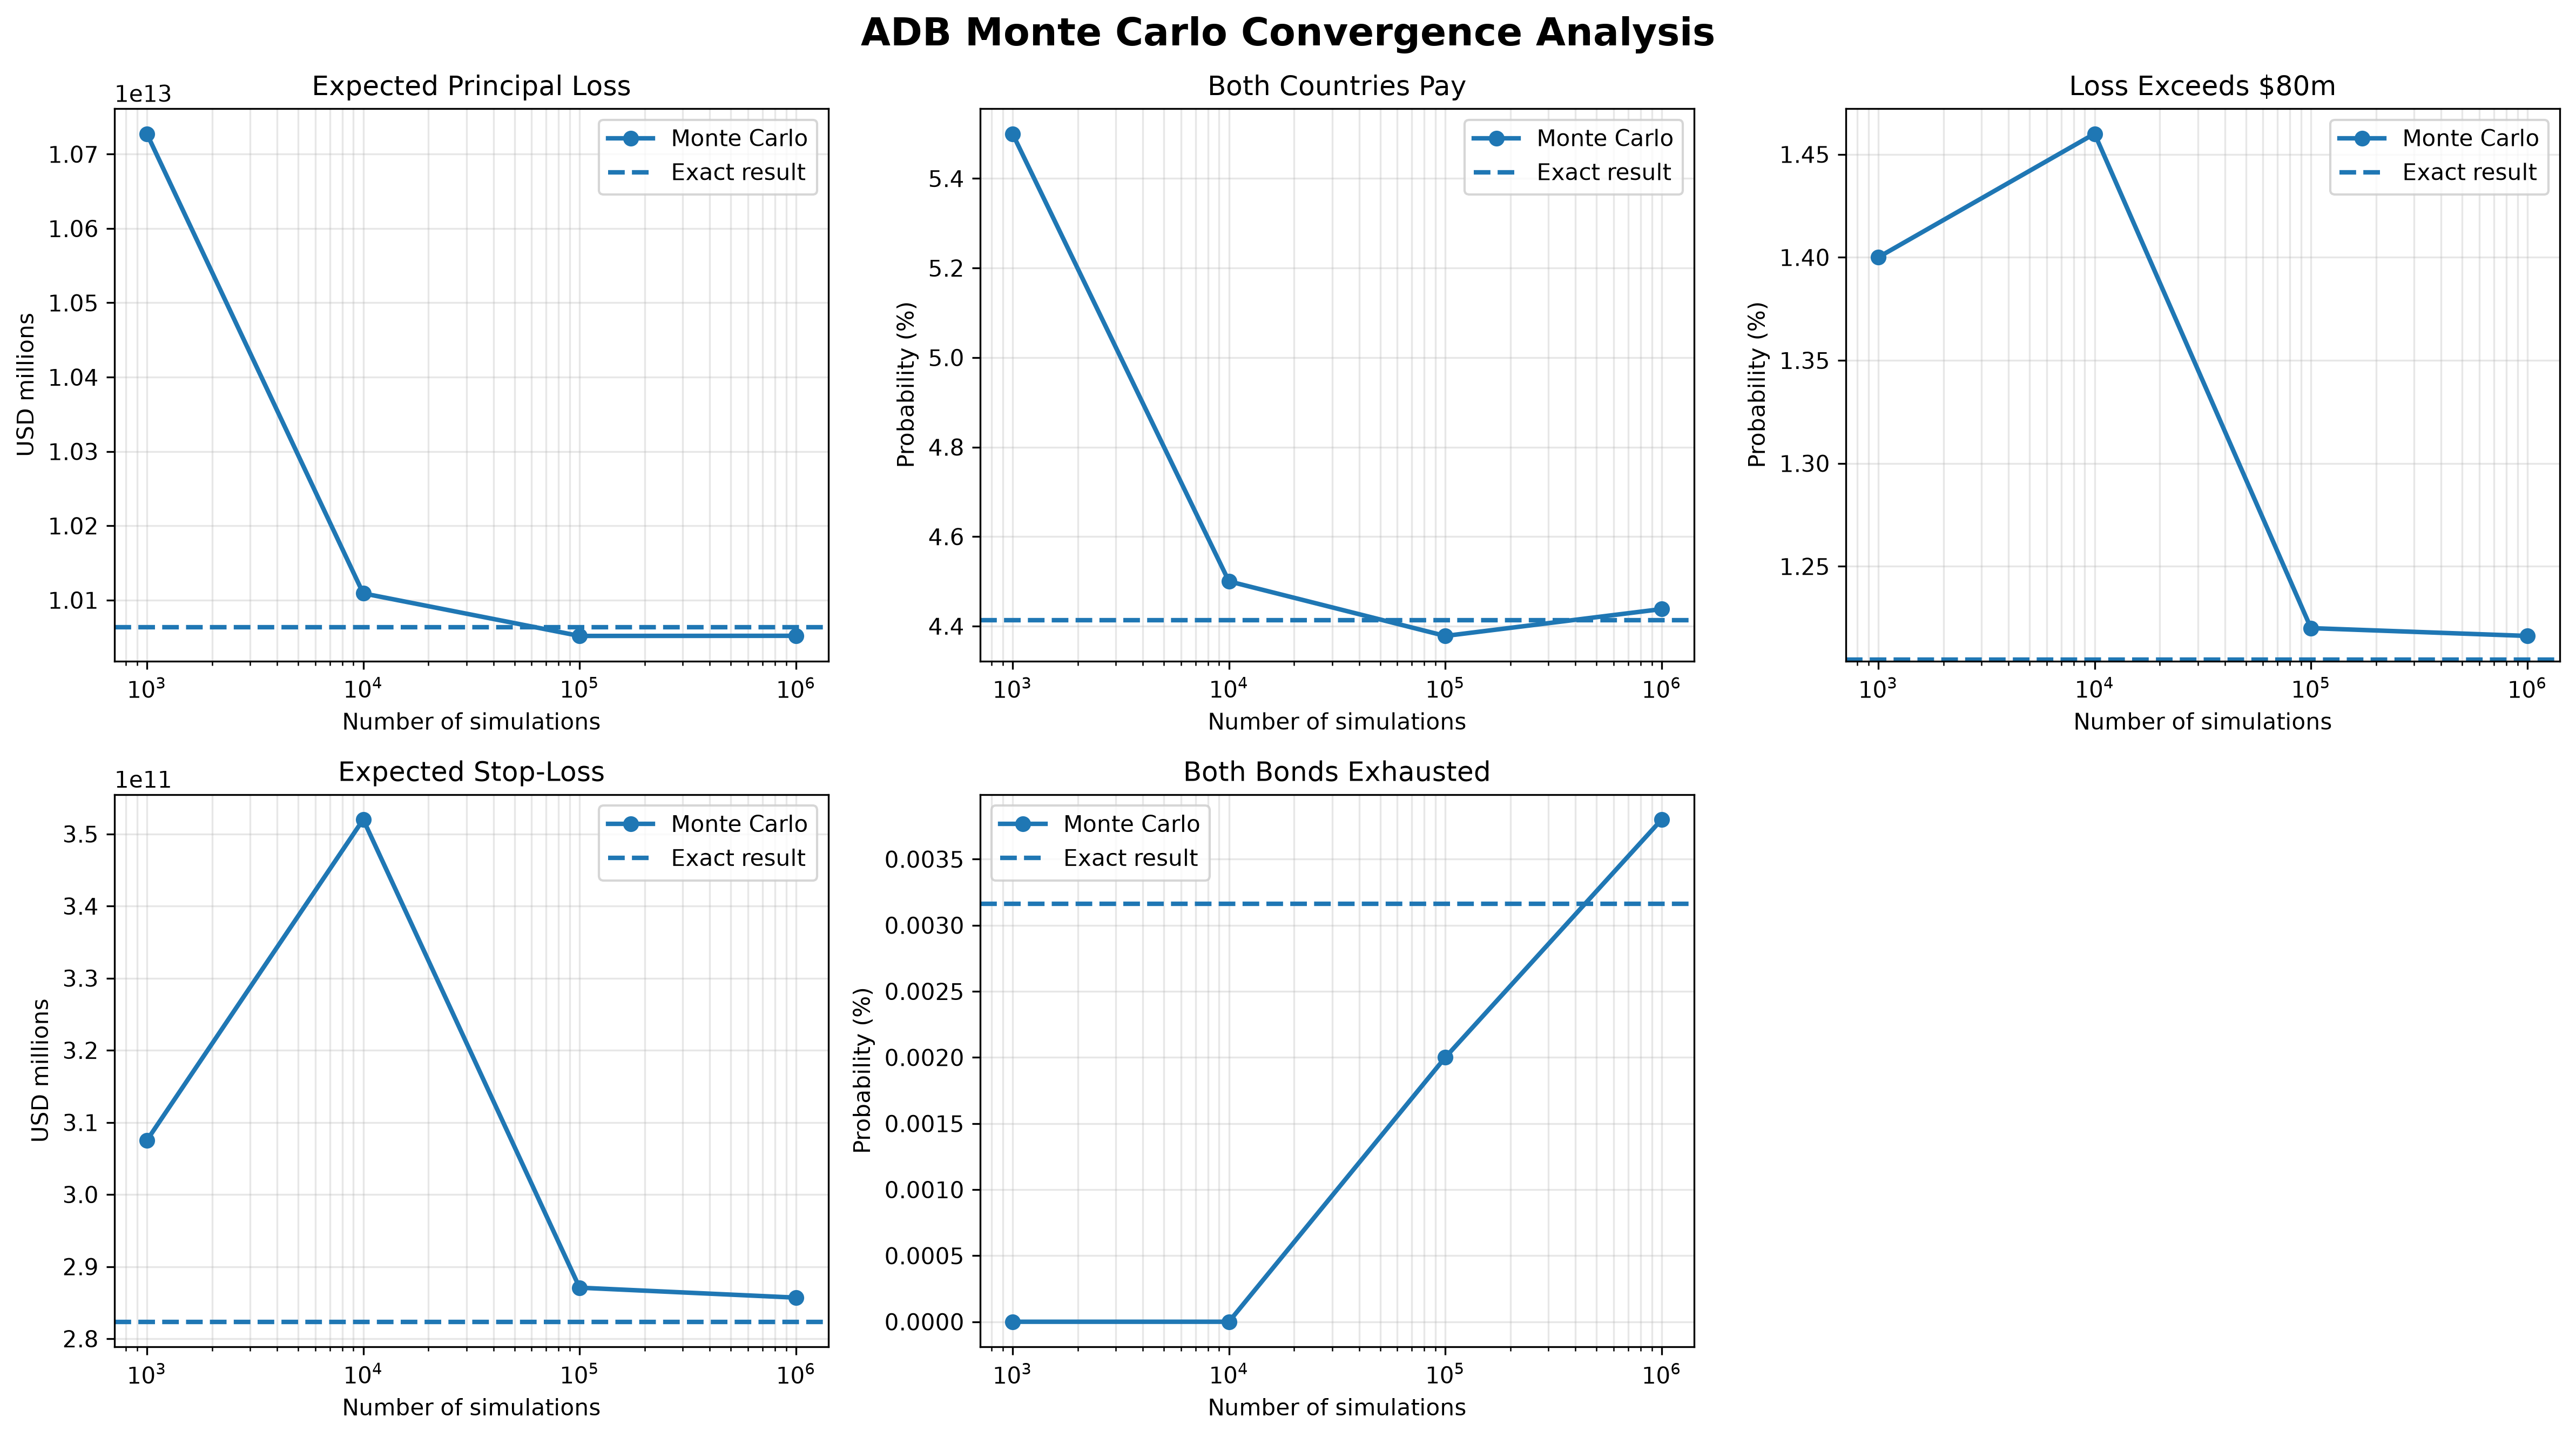 ADB Monte Carlo Convergence Analysis
Expected Principal Loss
1e13
Monte Carlo
Exact result
1.07
1.06
1.05
1.04
1.03
1.02
1.01
USD millions
10³ 10⁴ 10⁵ 10⁶
Number of simulations
Both Countries Pay
Monte Carlo
Exact result
5.4
5.2
5.0
4.8
4.6
4.4
Probability (%)
10³ 10⁴ 10⁵ 10⁶
Number of simulations
Loss Exceeds $80m
Monte Carlo
Exact result
1.45
1.40
1.35
1.30
1.25
Probability (%)
10³ 10⁴ 10⁵ 10⁶
Number of simulations
Expected Stop-Loss
1e11
Monte Carlo
Exact result
3.5
3.4
3.3
3.2
3.1
3.0
2.9
2.8
USD millions
10³ 10⁴ 10⁵ 10⁶
Number of simulations
Both Bonds Exhausted
Monte Carlo
Exact result
0.0035
0.0030
0.0025
0.0020
0.0015
0.0010
0.0005
0.0000
Probability (%)
10³ 10⁴ 10⁵ 10⁶
Number of simulations